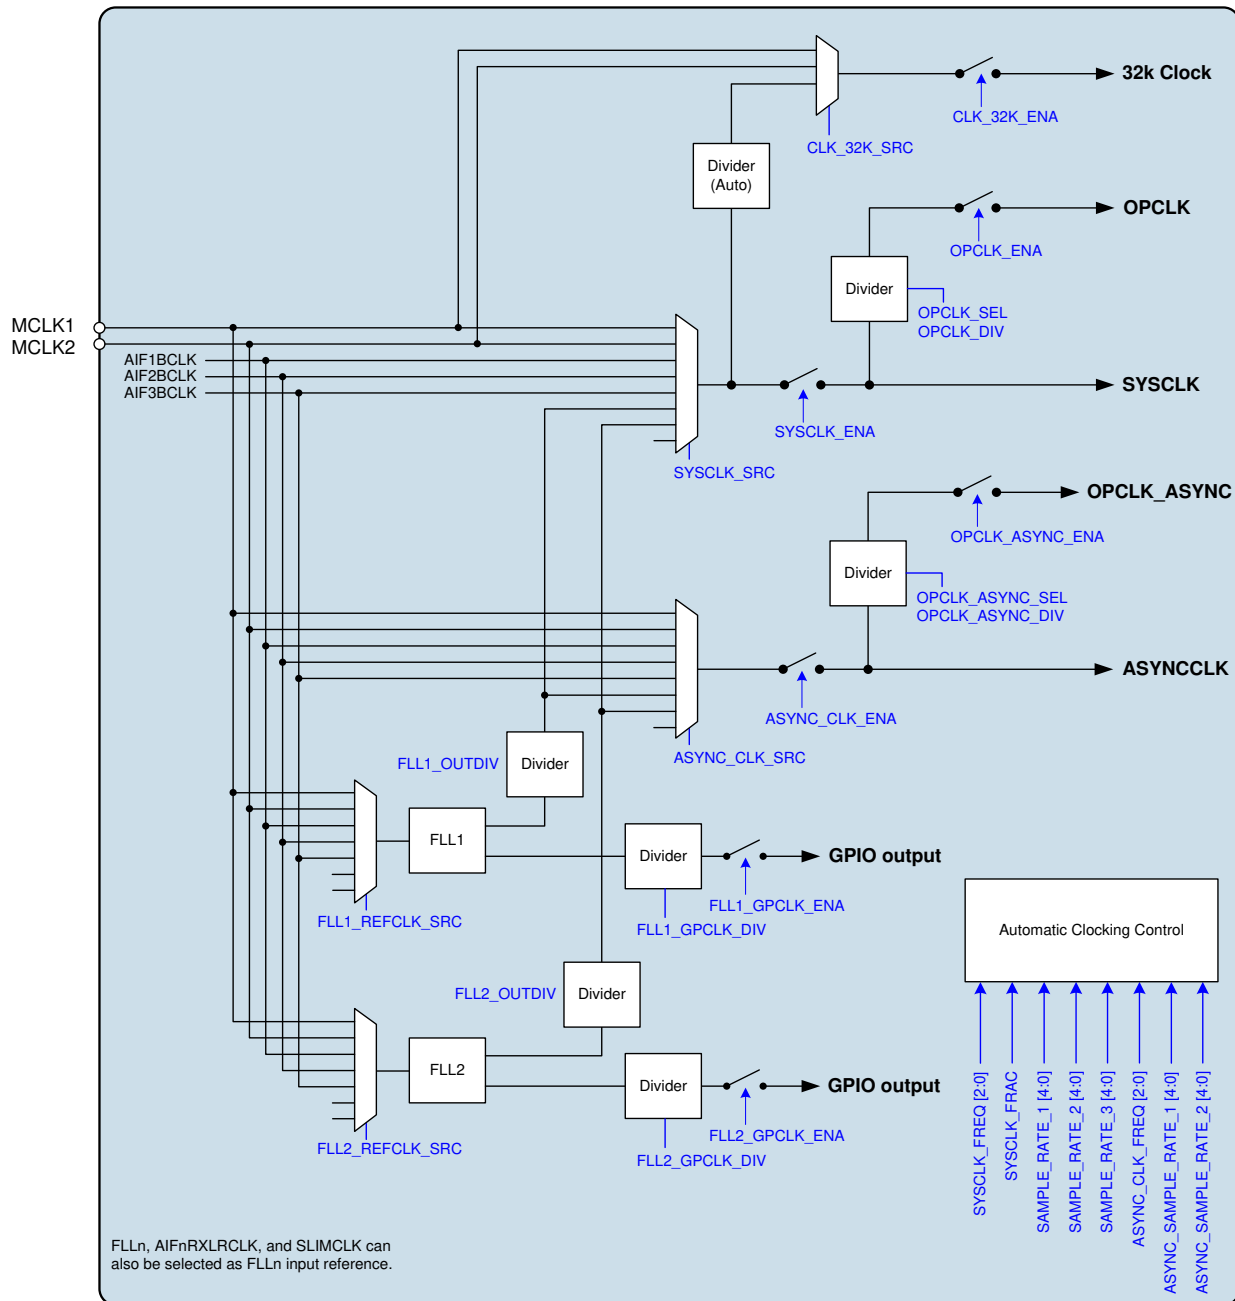 32k Clock
CLK_32K_ENA
CLK_32K_SRC
Divider
(Auto)
OPCLK
OPCLK_ENA
Divider
OPCLK_SEL
OPCLK_DIV
MCLK1
MCLK2
AIF1BCLK
AIF2BCLK
AIF3BCLK
SYSCLK
SYSCLK_ENA
SYSCLK_SRC
OPCLK_ASYNC
OPCLK_ASYNC_ENA
Divider
OPCLK_ASYNC_SEL
OPCLK_ASYNC_DIV
ASYNCCLK
ASYNC_CLK_ENA
ASYNC_CLK_SRC
FLL1_OUTDIV
Divider
FLL1
Divider
GPIO output
FLL1_GPCLK_ENA
FLL1_GPCLK_DIV
FLL1_REFCLK_SRC
Automatic Clocking Control
FLL2_OUTDIV
Divider
FLL2
Divider
GPIO output
FLL2_GPCLK_ENA
FLL2_GPCLK_DIV
FLL2_REFCLK_SRC
SYSCLK_FREQ [2:0]
SYSCLK_FRAC
SAMPLE_RATE_1 [4:0]
SAMPLE_RATE_2 [4:0]
SAMPLE_RATE_3 [4:0]
ASYNC_CLK_FREQ [2:0]
ASYNC_SAMPLE_RATE_1 [4:0]
ASYNC_SAMPLE_RATE_2 [4:0]
FLLn, AIFnRXLRCLK, and SLIMCLK can
also be selected as FLLn input reference.